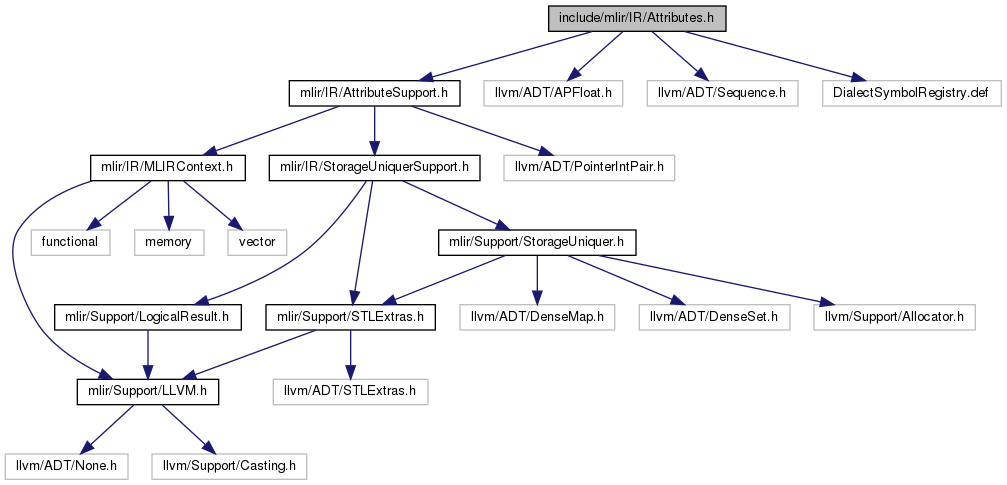 include/mlir/IR/Attributes.h
mlir/IR/AttributeSupport.h
llvm/ADT/APFloat.h
llvm/ADT/Sequence.h
DialectSymbolRegistry.def
mlir/IR/MLIRContext.h
mlir/IR/StorageUniquerSupport.h
llvm/ADT/PointerIntPair.h
functional
memory
vector
mlir/Support/StorageUniquer.h
mlir/Support/LogicalResult.h
mlir/Support/STLExtras.h
llvm/ADT/DenseMap.h
llvm/ADT/DenseSet.h
llvm/Support/Allocator.h
mlir/Support/LLVM.h
llvm/ADT/STLExtras.h
llvm/ADT/None.h
llvm/Support/Casting.h